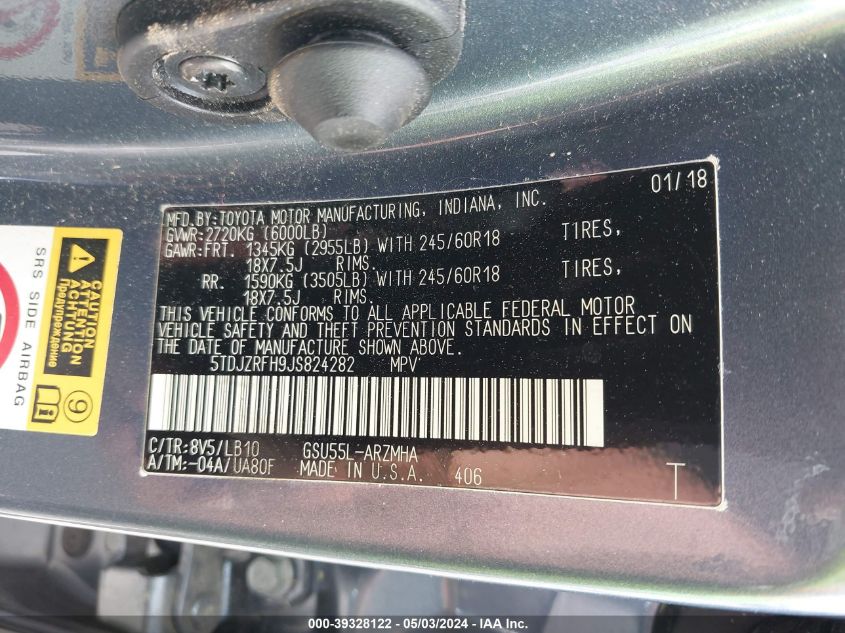 01/18
MFD.BY:TOYOTA MOTOR MANUFACTURING, INDIANA, INC.
GVWR:2720KG (6000LB)
GAWR:FRT. 1345KG (2955LB) WITH 245/60R18 TIRES,
18X7.5J RIMS.
RR. 1590KG (3505LB) WITH 245/60R18 TIRES,
18X7.5J RIMS.
THIS VEHICLE CONFORMS TO ALL APPLICABLE FEDERAL MOTOR
VEHICLE SAFETY AND THEFT PREVENTION STANDARDS IN EFFECT ON
THE DATE OF MANUFACTURE SHOWN ABOVE.
5TDJZRFH9JS824282 MPV
C/TR:8V5/LB10 GSU55L-ARZMHA
A/TM:-04A/UA80F MADE IN U.S.A. 406 T
SRS SIDE AIRBAG
CAUTION
ATTENTION
ACHTUNG
Предупреждение
9
000-39328122 - 05/03/2024 - IAAI.com